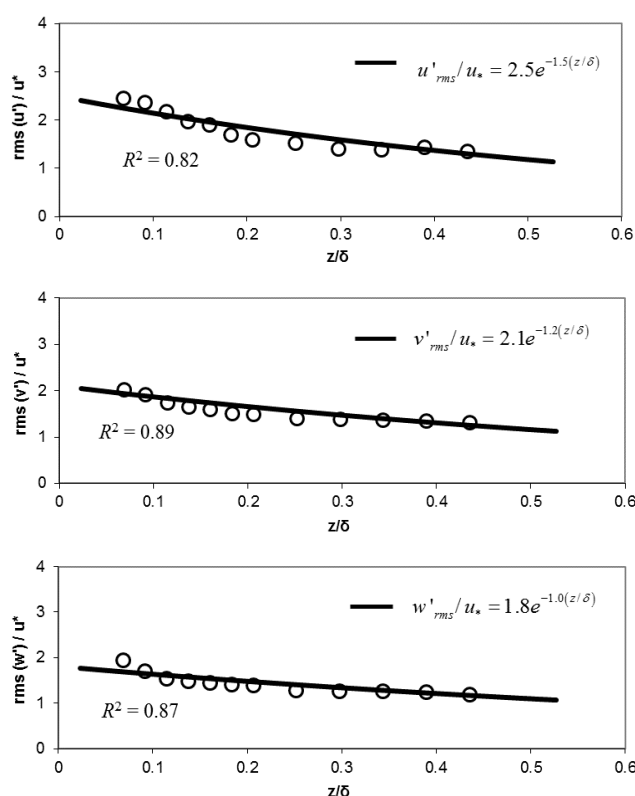 4
u'rms/u* = 2.5e^−1.5(z/δ)
3
2
1
R² = 0.82
0
0 0.1 0.2 0.3 0.4 0.5 0.6
z/δ
rms (u') / u*
4
v'rms/u* = 2.1e^−1.2(z/δ)
3
2
1
R² = 0.89
0
0 0.1 0.2 0.3 0.4 0.5 0.6
z/δ
rms (v') / u*
4
w'rms/u* = 1.8e^−1.0(z/δ)
3
2
1
R² = 0.87
0
0 0.1 0.2 0.3 0.4 0.5 0.6
z/δ
rms (w') / u*